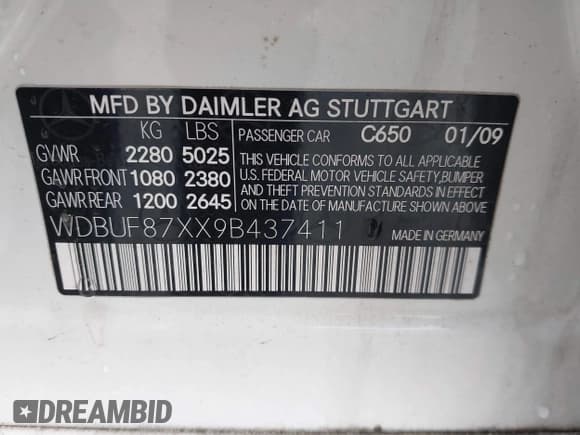 MFD BY DAIMLER AG STUTTGART
KG LBS PASSENGER CAR C650 01/09
GVWR 2280 5025 THIS VEHICLE CONFORMS TO ALL APPLICABLE
GAWR FRONT 1080 2380 U.S. FEDERAL MOTOR VEHICLE SAFETY, BUMPER
AND THEFT PREVENTION STANDARDS IN EFFECT
GAWR REAR 1200 2645 ON THE DATE OF MANUFACTURE SHOWN ABOVE.
WDBUF87XX9B437411 MADE IN GERMANY
DREAMBID